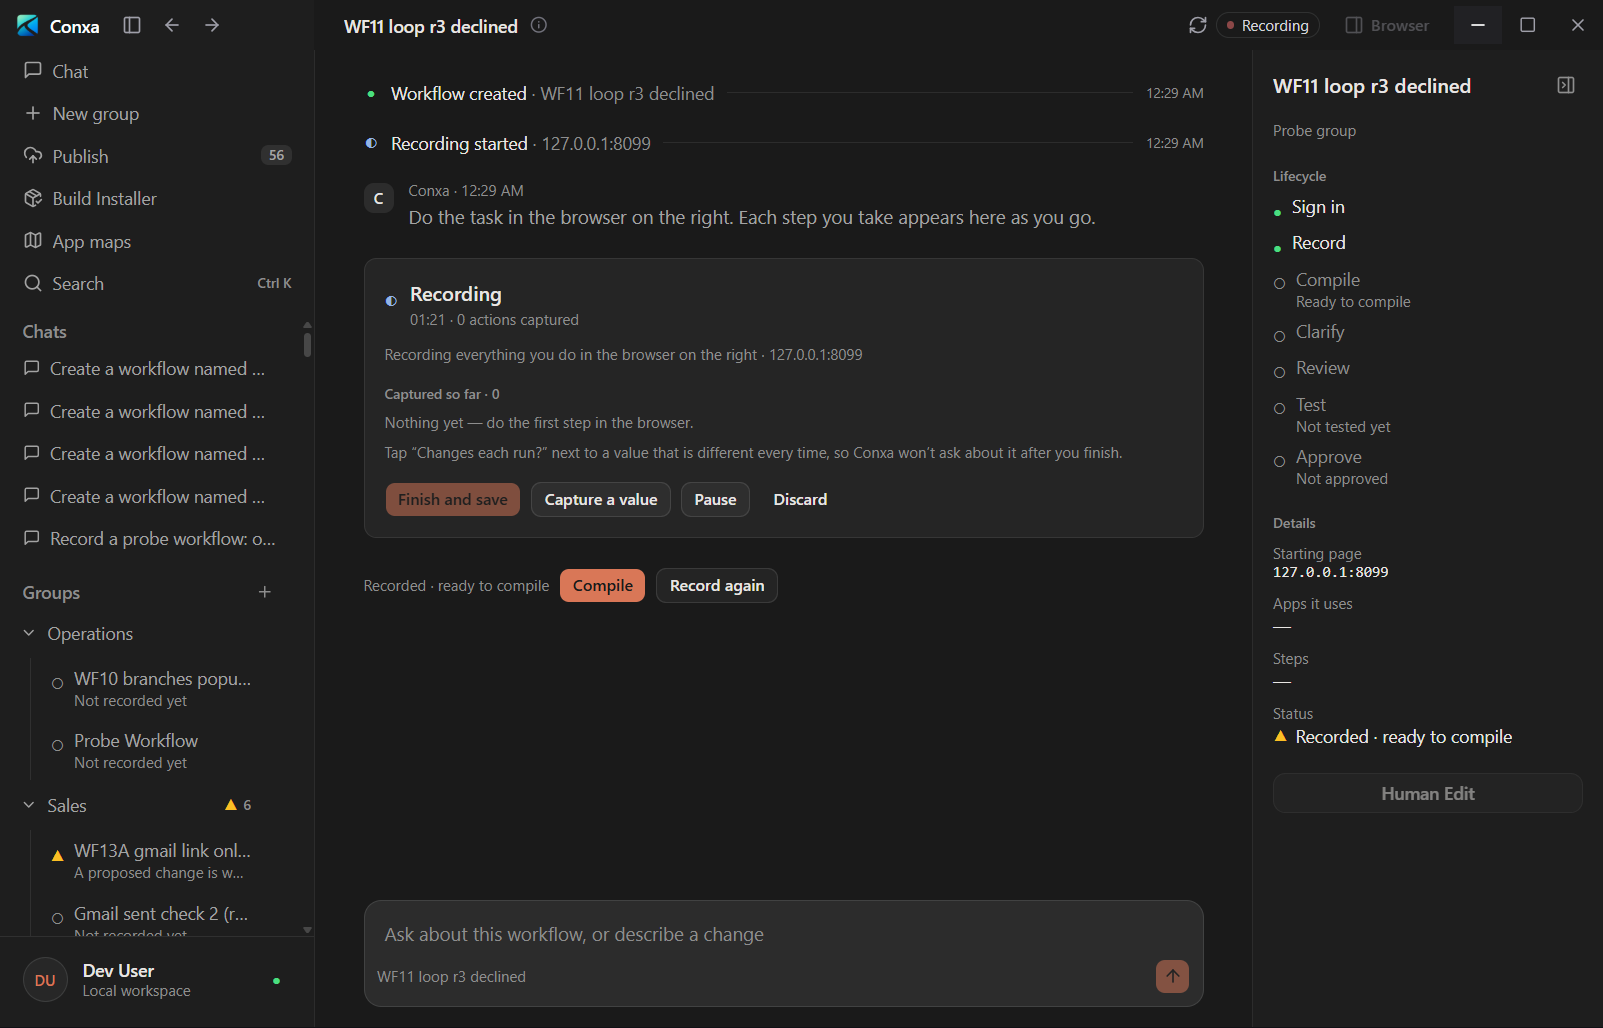 Conxa
WF11 loop r3 declined
Recording
Browser
Chat
New group
Publish
56
Build Installer
App maps
Search
Ctrl K
Chats
Create a workflow named ...
Create a workflow named ...
Create a workflow named ...
Create a workflow named ...
Record a probe workflow: o...
Groups
Operations
WF10 branches popu...
Not recorded yet
Probe Workflow
Not recorded yet
Sales
6
WF13A gmail link onl...
A proposed change is w...
Gmail sent check 2 (r...
Not recorded yet
DU
Dev User
Local workspace
Workflow created · WF11 loop r3 declined
12:29 AM
Recording started · 127.0.0.1:8099
12:29 AM
C
Conxa · 12:29 AM
Do the task in the browser on the right. Each step you take appears here as you go.
Recording
01:21 · 0 actions captured
Recording everything you do in the browser on the right · 127.0.0.1:8099
Captured so far · 0
Nothing yet — do the first step in the browser.
Tap “Changes each run?” next to a value that is different every time, so Conxa won’t ask about it after you finish.
Finish and save
Capture a value
Pause
Discard
Recorded · ready to compile
Compile
Record again
Ask about this workflow, or describe a change
WF11 loop r3 declined
WF11 loop r3 declined
Probe group
Lifecycle
Sign in
Record
Compile
Ready to compile
Clarify
Review
Test
Not tested yet
Approve
Not approved
Details
Starting page
127.0.0.1:8099
Apps it uses
—
Steps
—
Status
Recorded · ready to compile
Human Edit